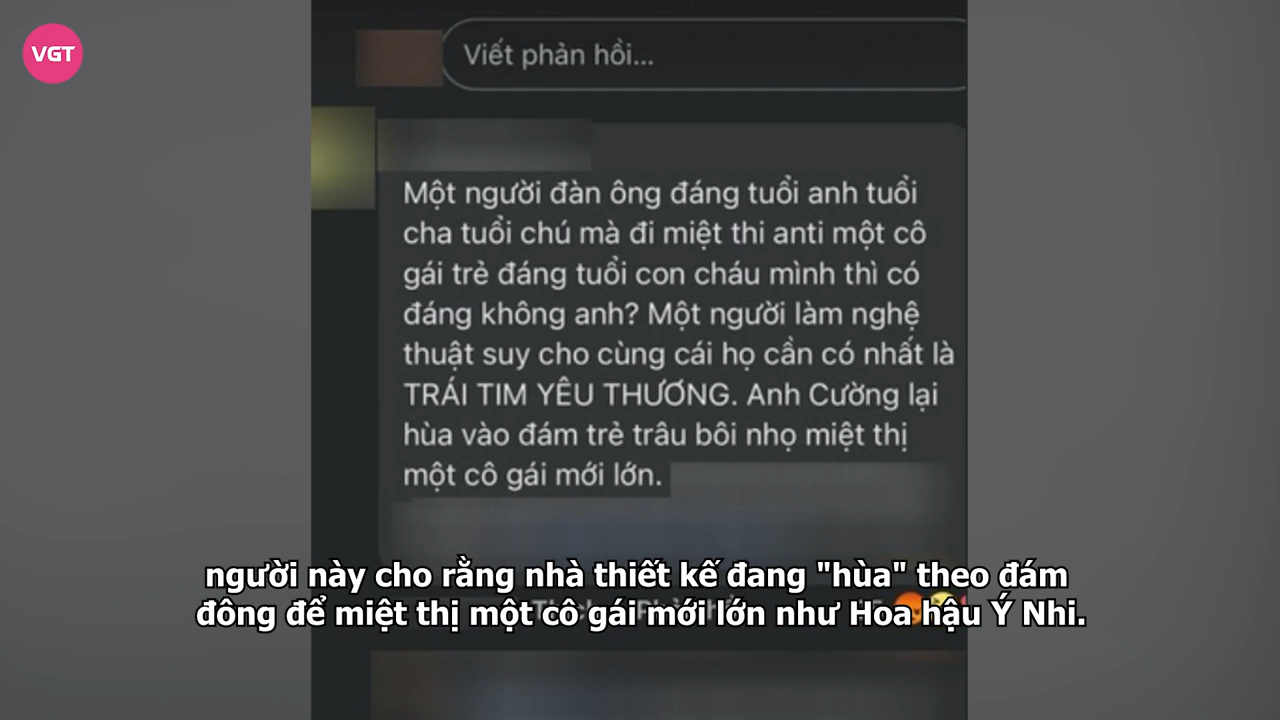 VGT
Viết phản hồi...
Một người đàn ông đáng tuổi anh tuổi
cha tuổi chú mà đi miệt thi anti một cô
gái trẻ đáng tuổi con cháu mình thì có
đáng không anh? Một người làm nghệ
thuật suy cho cùng cái họ cần có nhất là
TRÁI TIM YÊU THƯƠNG. Anh Cường lại
hùa vào đám trẻ trâu bôi nhọ miệt thị
một cô gái mới lớn.
người này cho rằng nhà thiết kế đang "hùa" theo đám
đông để miệt thị một cô gái mới lớn như Hoa hậu Ý Nhi.